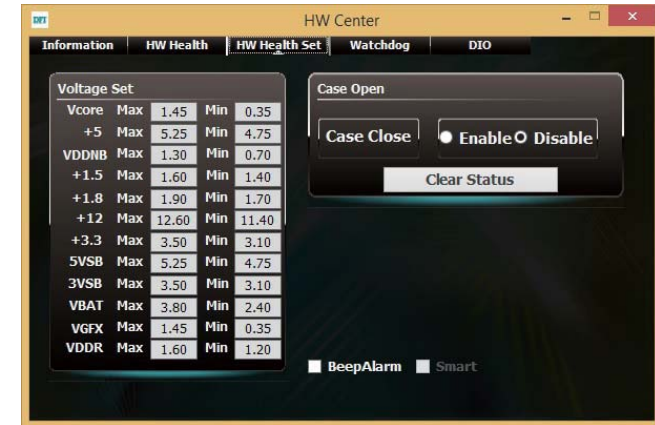 DFI
HW Center
Information HW Health HW Health Set Watchdog DIO
Voltage Set
Vcore Max 1.45 Min 0.35
+5 Max 5.25 Min 4.75
VDDNB Max 1.30 Min 0.70
+1.5 Max 1.60 Min 1.40
+1.8 Max 1.90 Min 1.70
+12 Max 12.60 Min 11.40
+3.3 Max 3.50 Min 3.10
5VSB Max 5.25 Min 4.75
3VSB Max 3.50 Min 3.10
VBAT Max 3.80 Min 2.40
VGFX Max 1.45 Min 0.35
VDDR Max 1.60 Min 1.20
Case Open
Case Close Enable Disable
Clear Status
BeepAlarm Smart